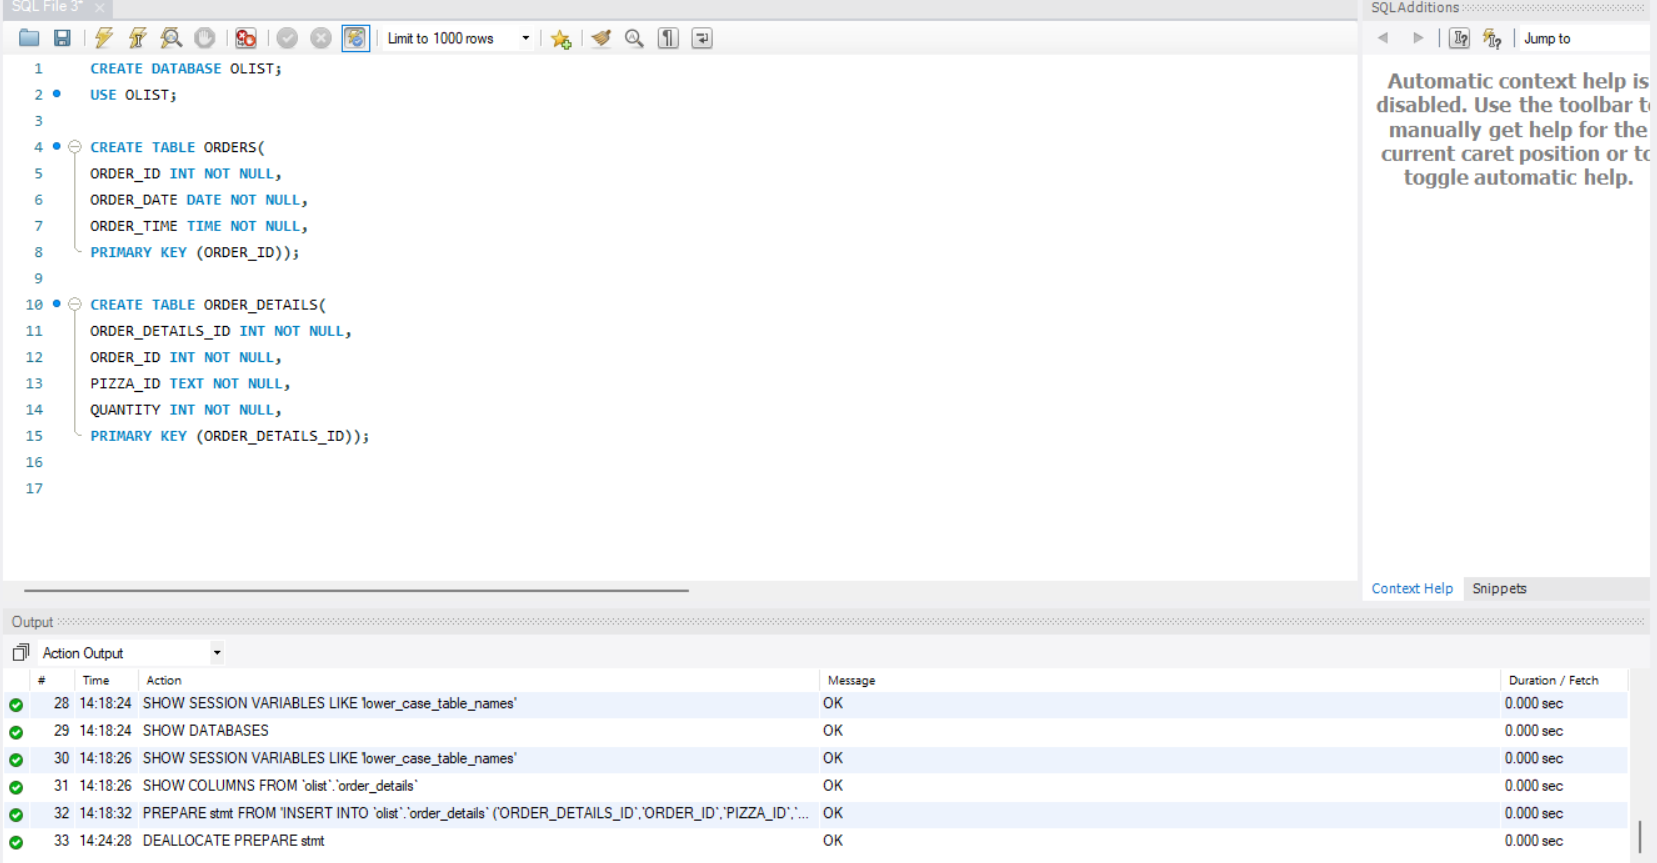 SQL File 3*
SQLAdditions
Limit to 1000 rows
Jump to
1 CREATE DATABASE OLIST;
2 USE OLIST;
3
4 CREATE TABLE ORDERS(
5 ORDER_ID INT NOT NULL,
6 ORDER_DATE DATE NOT NULL,
7 ORDER_TIME TIME NOT NULL,
8 PRIMARY KEY (ORDER_ID));
9
10 CREATE TABLE ORDER_DETAILS(
11 ORDER_DETAILS_ID INT NOT NULL,
12 ORDER_ID INT NOT NULL,
13 PIZZA_ID TEXT NOT NULL,
14 QUANTITY INT NOT NULL,
15 PRIMARY KEY (ORDER_DETAILS_ID));
16
17
Automatic context help is
disabled. Use the toolbar t
manually get help for the
current caret position or to
toggle automatic help.
Context Help Snippets
Output
Action Output
# Time Action Message Duration / Fetch
28 14:18:24 SHOW SESSION VARIABLES LIKE 'lower_case_table_names' OK 0.000 sec
29 14:18:24 SHOW DATABASES OK 0.000 sec
30 14:18:26 SHOW SESSION VARIABLES LIKE 'lower_case_table_names' OK 0.000 sec
31 14:18:26 SHOW COLUMNS FROM `olist`.`order_details` OK 0.000 sec
32 14:18:32 PREPARE stmt FROM 'INSERT INTO `olist`.`order_details` (`ORDER_DETAILS_ID`,`ORDER_ID`,`PIZZA_ID`,`... OK 0.000 sec
33 14:24:28 DEALLOCATE PREPARE stmt OK 0.000 sec